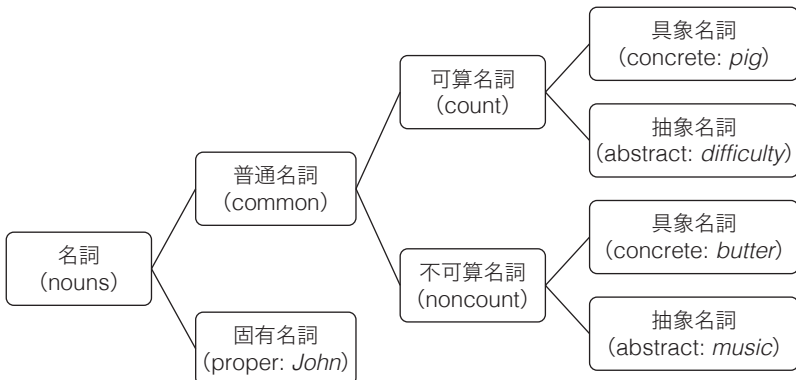 名詞
(nouns)
普通名詞
(common)
固有名詞
(proper: John)
可算名詞
(count)
不可算名詞
(noncount)
具象名詞
(concrete: pig)
抽象名詞
(abstract: difficulty)
具象名詞
(concrete: butter)
抽象名詞
(abstract: music)